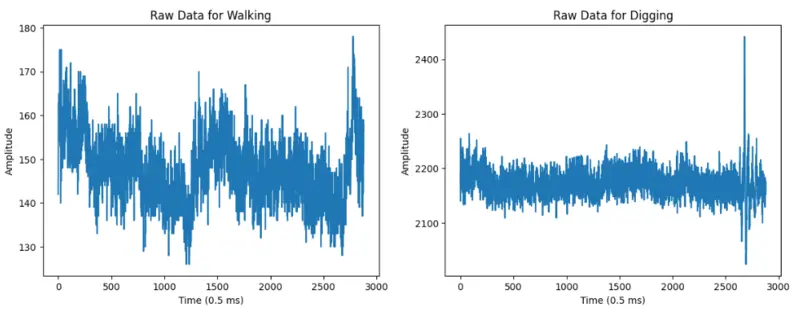 Raw Data for Walking
180
170
160
150
140
130
Amplitude
0 500 1000 1500 2000 2500 3000
Time (0.5 ms)
Raw Data for Digging
2400
2300
2200
2100
Amplitude
0 500 1000 1500 2000 2500 3000
Time (0.5 ms)